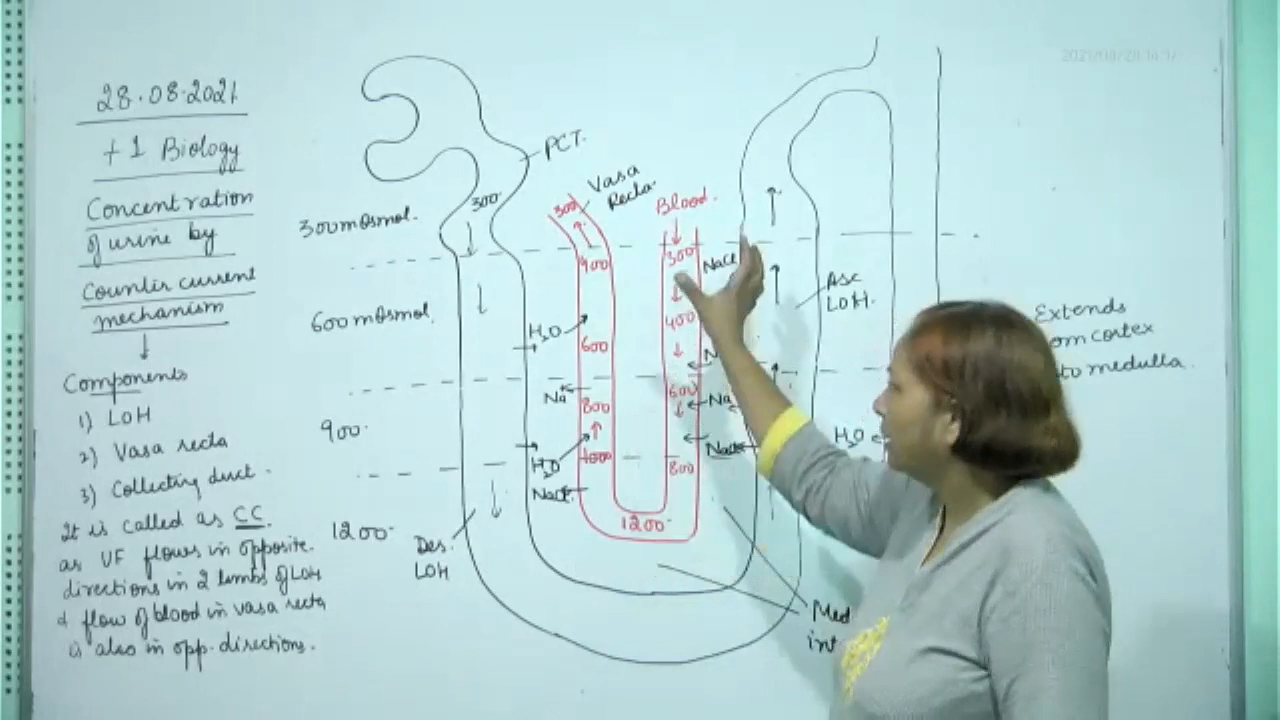 28.08.2021
+1 Biology
Concentration
of urine by
Counter current
mechanism
Components
1) LOH
2) Vasa recta
3) Collecting duct.
It is called as CC
as UF flows in opposite
directions in 2 limbs of LOH
& flow of blood in vasa recta
is also in opp. directions.
300mOsmol.
600mOsmol.
900.
1200.
PCT.
300.
Des.
LOH
Vasa
Recta.
300
400
600
800
1000
1200.
H2O
Na
H2O
NaCl
Blood.
300
400
600
800
NaCl
N
Na
NaCl
Asc
LOH.
H2O
Med
int
Extends
om cortex
to medulla.